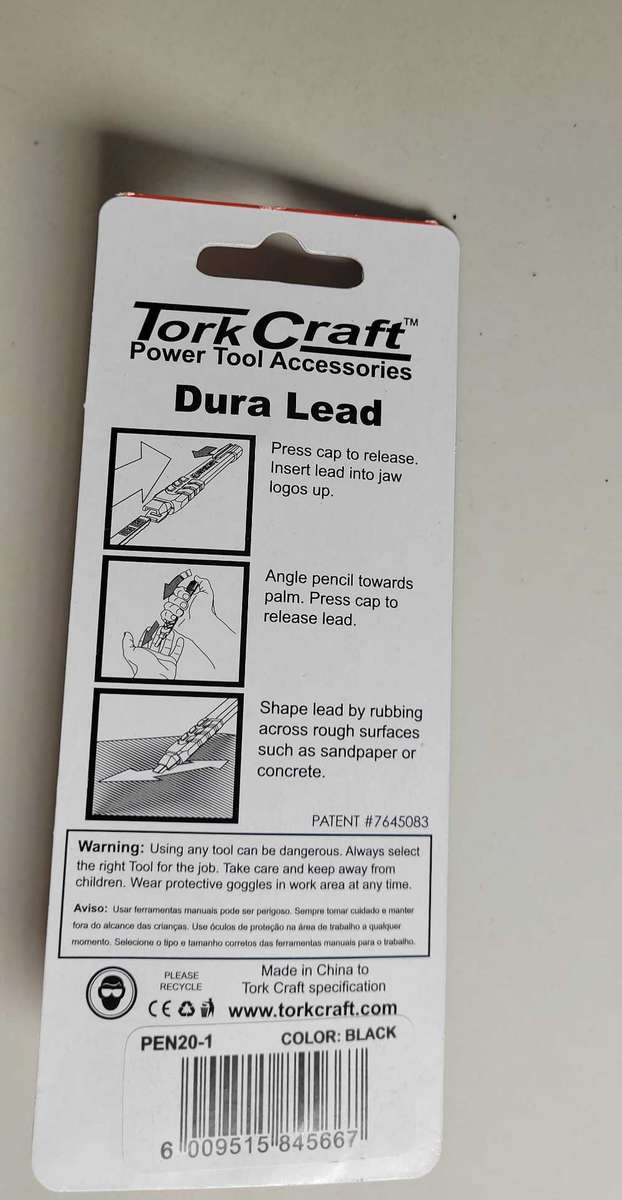 Tork Craft™
Power Tool Accessories
Dura Lead
Press cap to release.
Insert lead into jaw
logos up.
Angle pencil towards
palm. Press cap to
release lead.
Shape lead by rubbing
across rough surfaces
such as sandpaper or
concrete.
PATENT #7645083
Warning: Using any tool can be dangerous. Always select
the right Tool for the job. Take care and keep away from
children. Wear protective goggles in work area at any time.
Aviso: Usar ferramentas manuais pode ser perigoso. Sempre tomar cuidado e manter
fora do alcance das crianças. Use óculos de proteção na área de trabalho a qualquer
momento. Selecione o tipo e tamanho corretos das ferramentas manuais para o trabalho.
PLEASE
RECYCLE
Made in China to
Tork Craft specification
CE www.torkcraft.com
PEN20-1 COLOR: BLACK
6 009515 845667